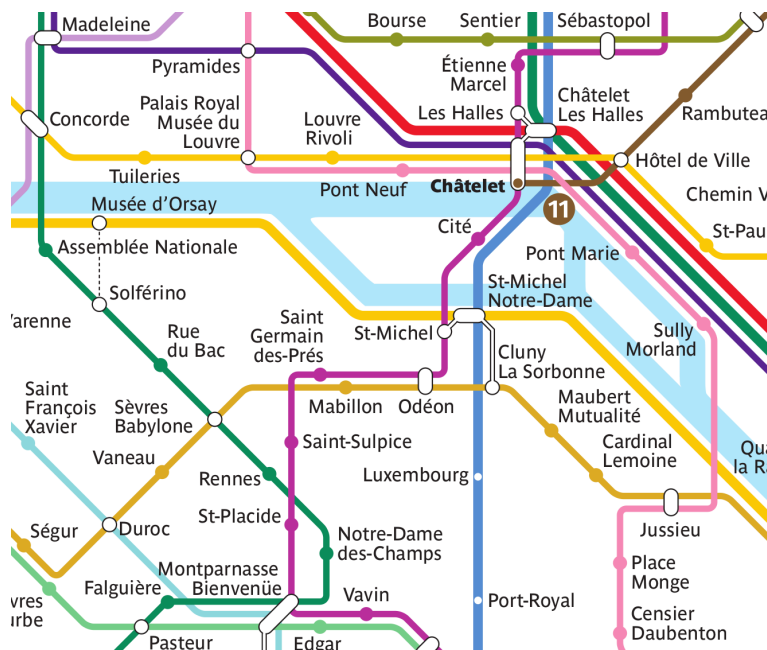 Madeleine
Bourse
Sentier
Sébastopol
Pyramides
Étienne
Marcel
Palais Royal
Musée du
Louvre
Louvre
Rivoli
Les Halles
Châtelet
Les Halles
Concorde
Tuileries
Hôtel de Ville
Pont Neuf
Châtelet
Musée d'Orsay
11
Cité
Assemblée Nationale
Pont Marie
Solférino
St-Michel
Notre-Dame
Rue
du Bac
Saint
Germain
des-Prés
St-Michel
Sully
Morland
Cluny
La Sorbonne
Saint
François
Xavier
Sèvres
Babylone
Mabillon
Odéon
Maubert
Mutualité
Vaneau
Saint-Sulpice
Cardinal
Lemoine
Rennes
Luxembourg
St-Placide
Ségur
Duroc
Notre-Dame
des-Champs
Jussieu
Montparnasse
Bienvenüe
Falguière
Vavin
Port-Royal
Place
Monge
Censier
Daubenton
Pasteur
Edgar